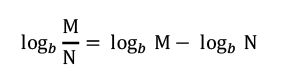 log_b M/N = log_b M − log_b N